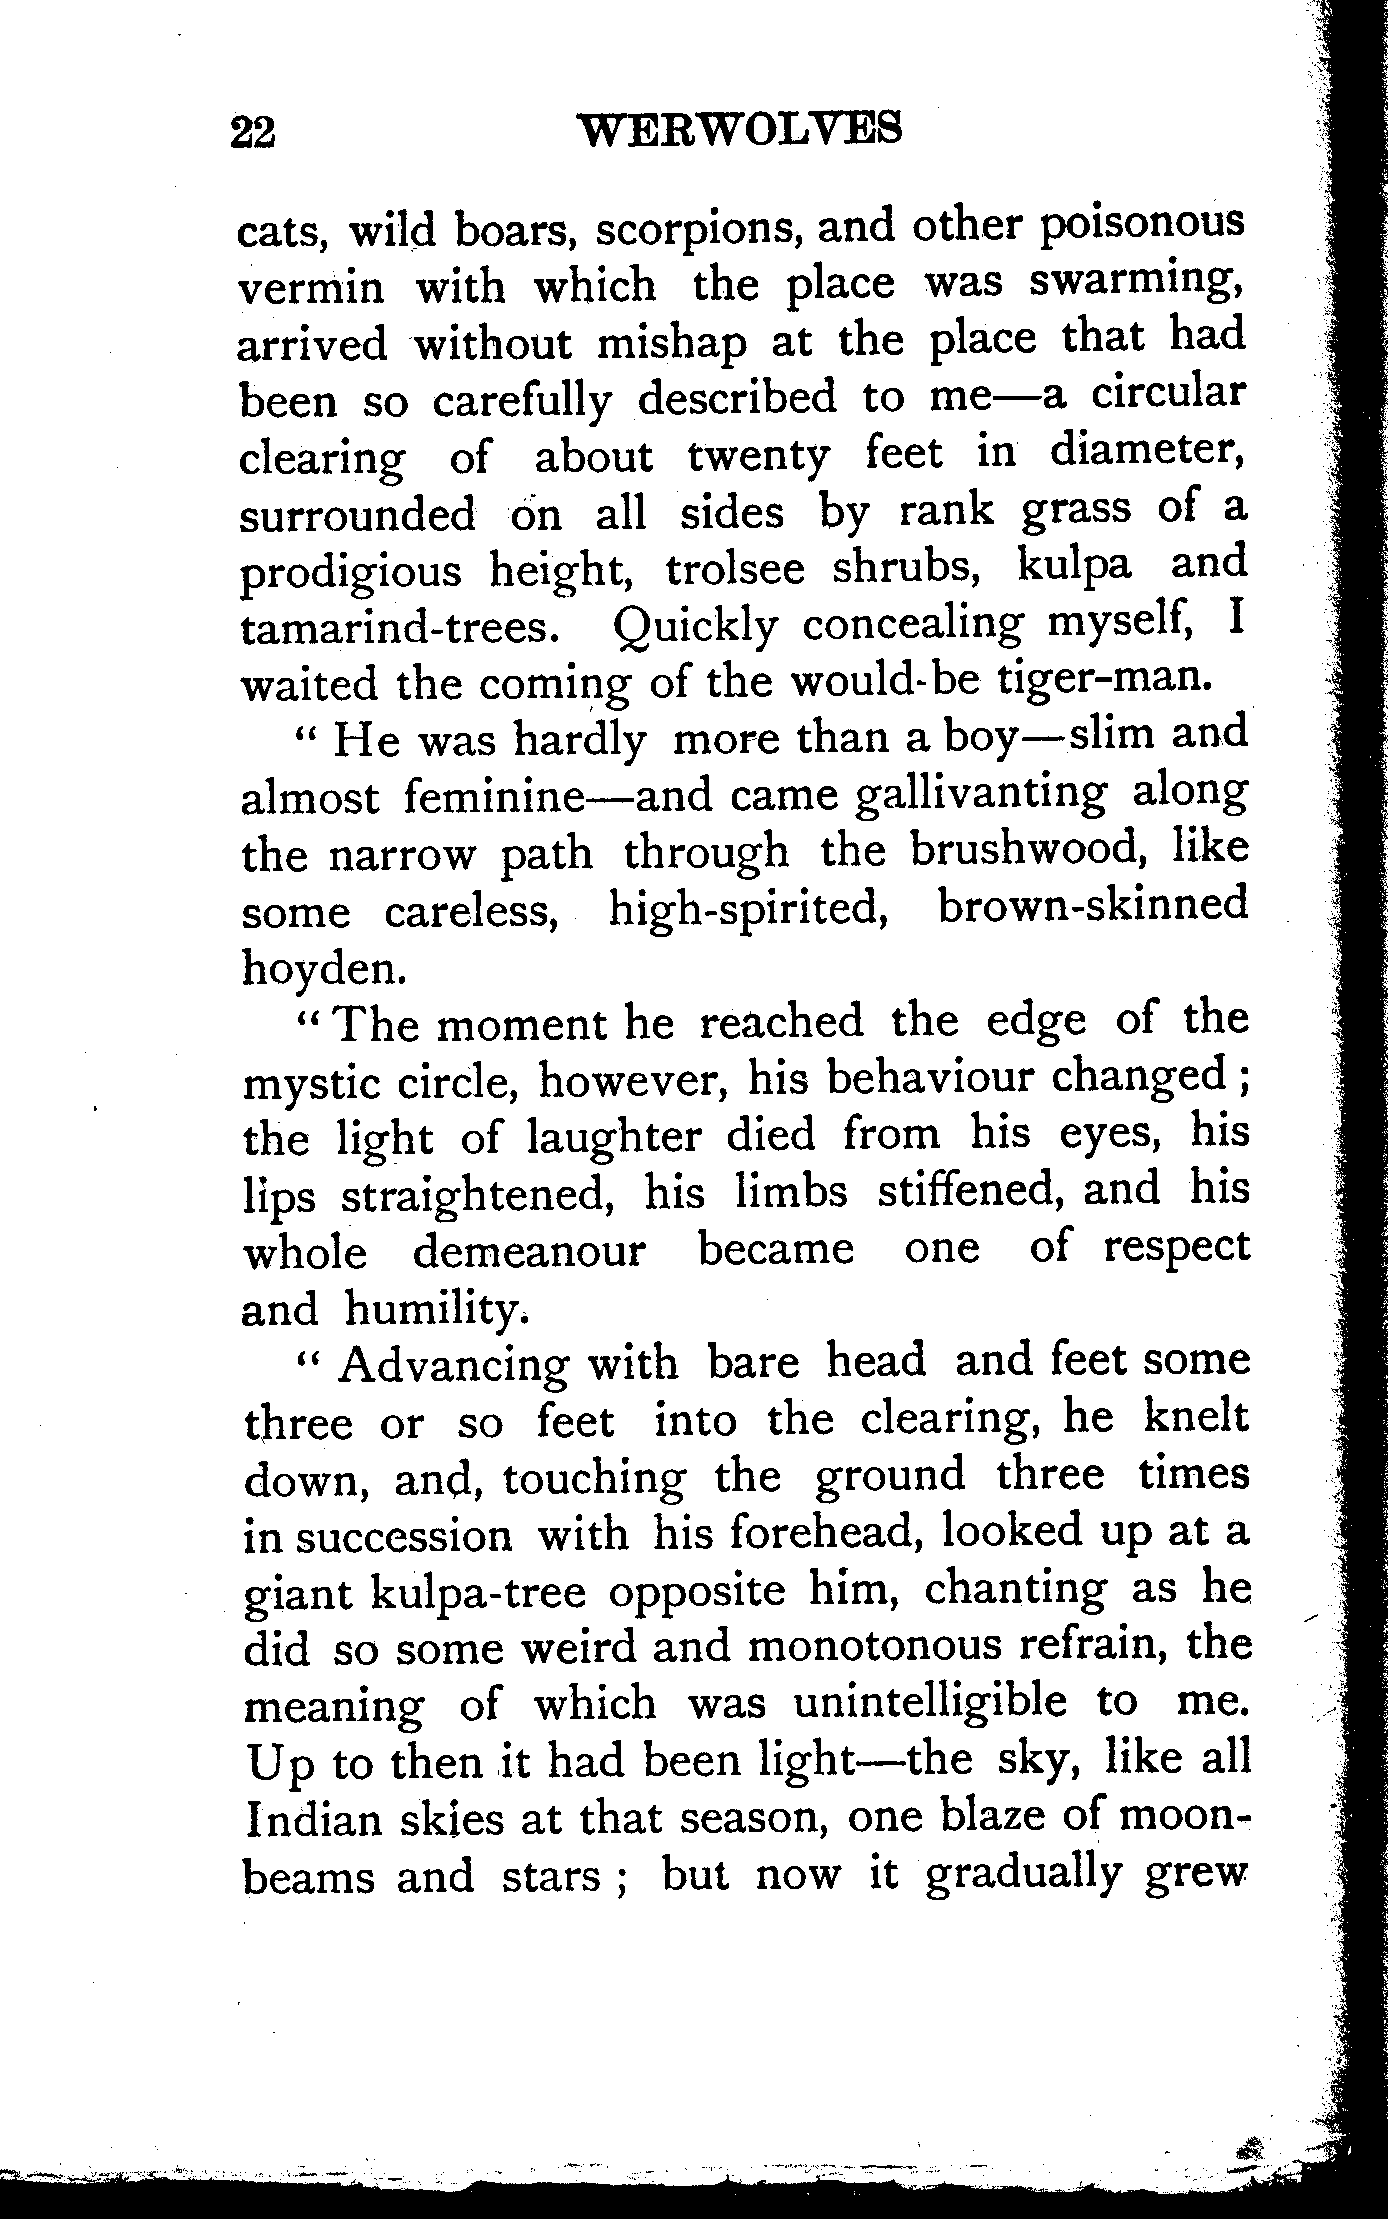 22 WERWOLVES
cats, wild boars, scorpions, and other poisonous
vermin with which the place was swarming,
arrived without mishap at the place that had
been so carefully described to me—a circular
clearing of about twenty feet in diameter,
surrounded on all sides by rank grass of a
prodigious height, trolsee shrubs, kulpa and
tamarind-trees. Quickly concealing myself, I
waited the coming of the would-be tiger-man.
“ He was hardly more than a boy—slim and
almost feminine—and came gallivanting along
the narrow path through the brushwood, like
some careless, high-spirited, brown-skinned
hoyden.
“ The moment he reached the edge of the
mystic circle, however, his behaviour changed ;
the light of laughter died from his eyes, his
lips straightened, his limbs stiffened, and his
whole demeanour became one of respect
and humility.
“ Advancing with bare head and feet some
three or so feet into the clearing, he knelt
down, and, touching the ground three times
in succession with his forehead, looked up at a
giant kulpa-tree opposite him, chanting as he
did so some weird and monotonous refrain, the
meaning of which was unintelligible to me.
Up to then it had been light—the sky, like all
Indian skies at that season, one blaze of moon-
beams and stars ; but now it gradually grew